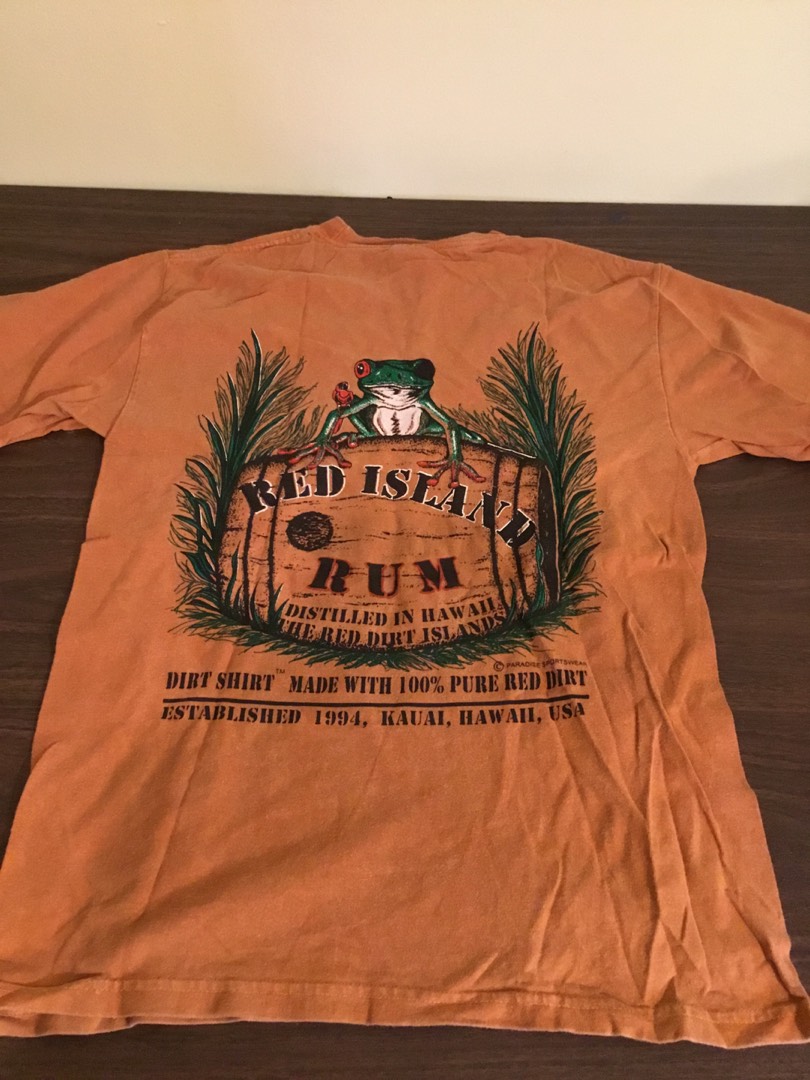 RED ISLAND
RUM
DISTILLED IN HAWAII
THE RED DIRT ISLANDS
© PARADISE SPORTSWEAR
DIRT SHIRT™ MADE WITH 100% PURE RED DIRT
ESTABLISHED 1994, KAUAI, HAWAII, USA